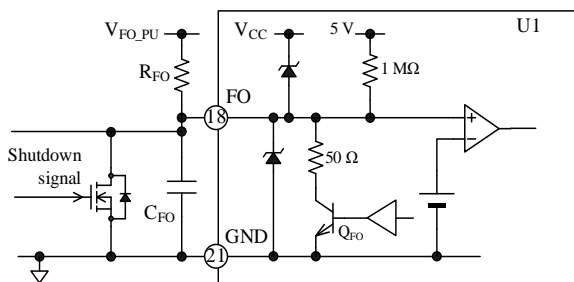 U1
V_FO_PU
V_CC
5 V
R_FO
1 MΩ
FO
18
+
−
Shutdown
signal
50 Ω
C_FO
Q_FO
GND
21